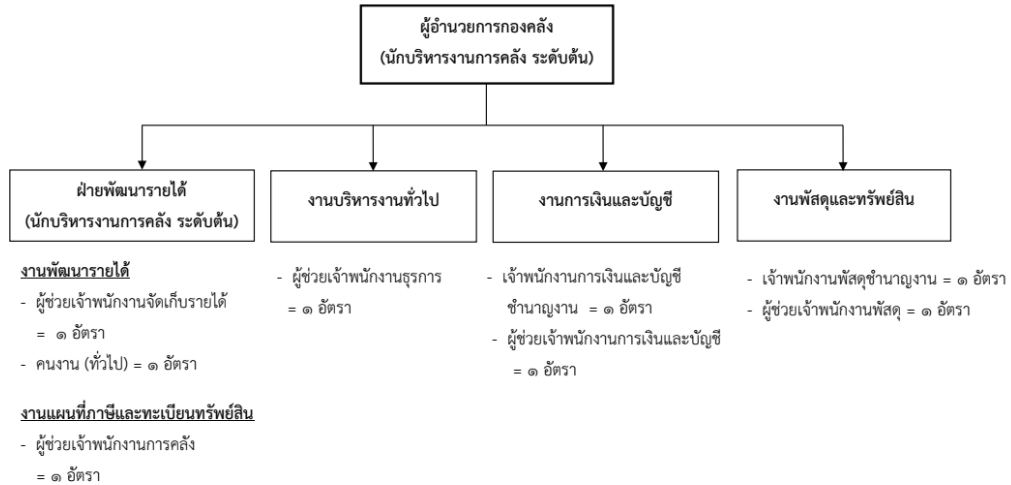 ผู้อำนวยการกองคลัง
(นักบริหารงานการคลัง ระดับต้น)
ฝ่ายพัฒนารายได้
(นักบริหารงานการคลัง ระดับต้น)
งานพัฒนารายได้
- ผู้ช่วยเจ้าพนักงานจัดเก็บรายได้
= ๑ อัตรา
- คนงาน (ทั่วไป) = ๑ อัตรา
งานแผนที่ภาษีและทะเบียนทรัพย์สิน
- ผู้ช่วยเจ้าพนักงานการคลัง
= ๑ อัตรา
งานบริหารงานทั่วไป
- ผู้ช่วยเจ้าพนักงานธุรการ
= ๑ อัตรา
งานการเงินและบัญชี
- เจ้าพนักงานการเงินและบัญชี
ชำนาญงาน = ๑ อัตรา
- ผู้ช่วยเจ้าพนักงานการเงินและบัญชี
= ๑ อัตรา
งานพัสดุและทรัพย์สิน
- เจ้าพนักงานพัสดุชำนาญงาน = ๑ อัตรา
- ผู้ช่วยเจ้าพนักงานพัสดุ = ๑ อัตรา